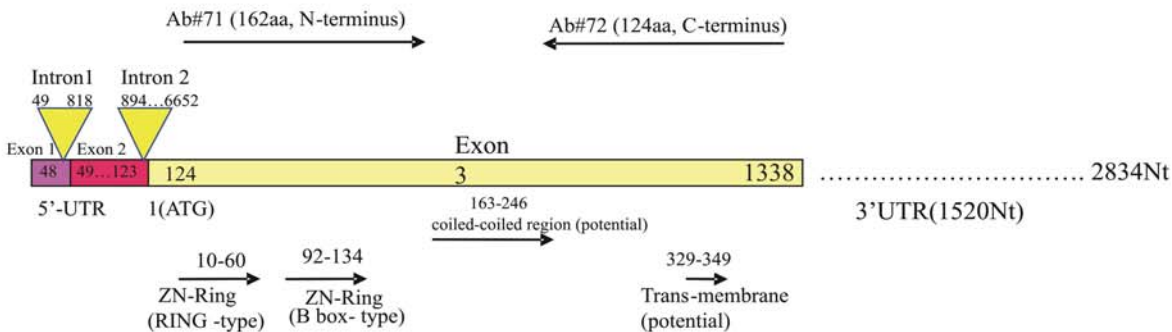 Ab#71 (162aa, N-terminus)
Ab#72 (124aa, C-terminus)
Intron1
49 818
Intron 2
894...6652
Exon 1
Exon 2
Exon
48
49...123
124
3
1338
2834Nt
5'-UTR
1(ATG)
3'UTR(1520Nt)
163-246
coiled-coiled region (potential)
10-60
ZN-Ring
(RING -type)
92-134
ZN-Ring
(B box- type)
329-349
Trans-membrane
(potential)